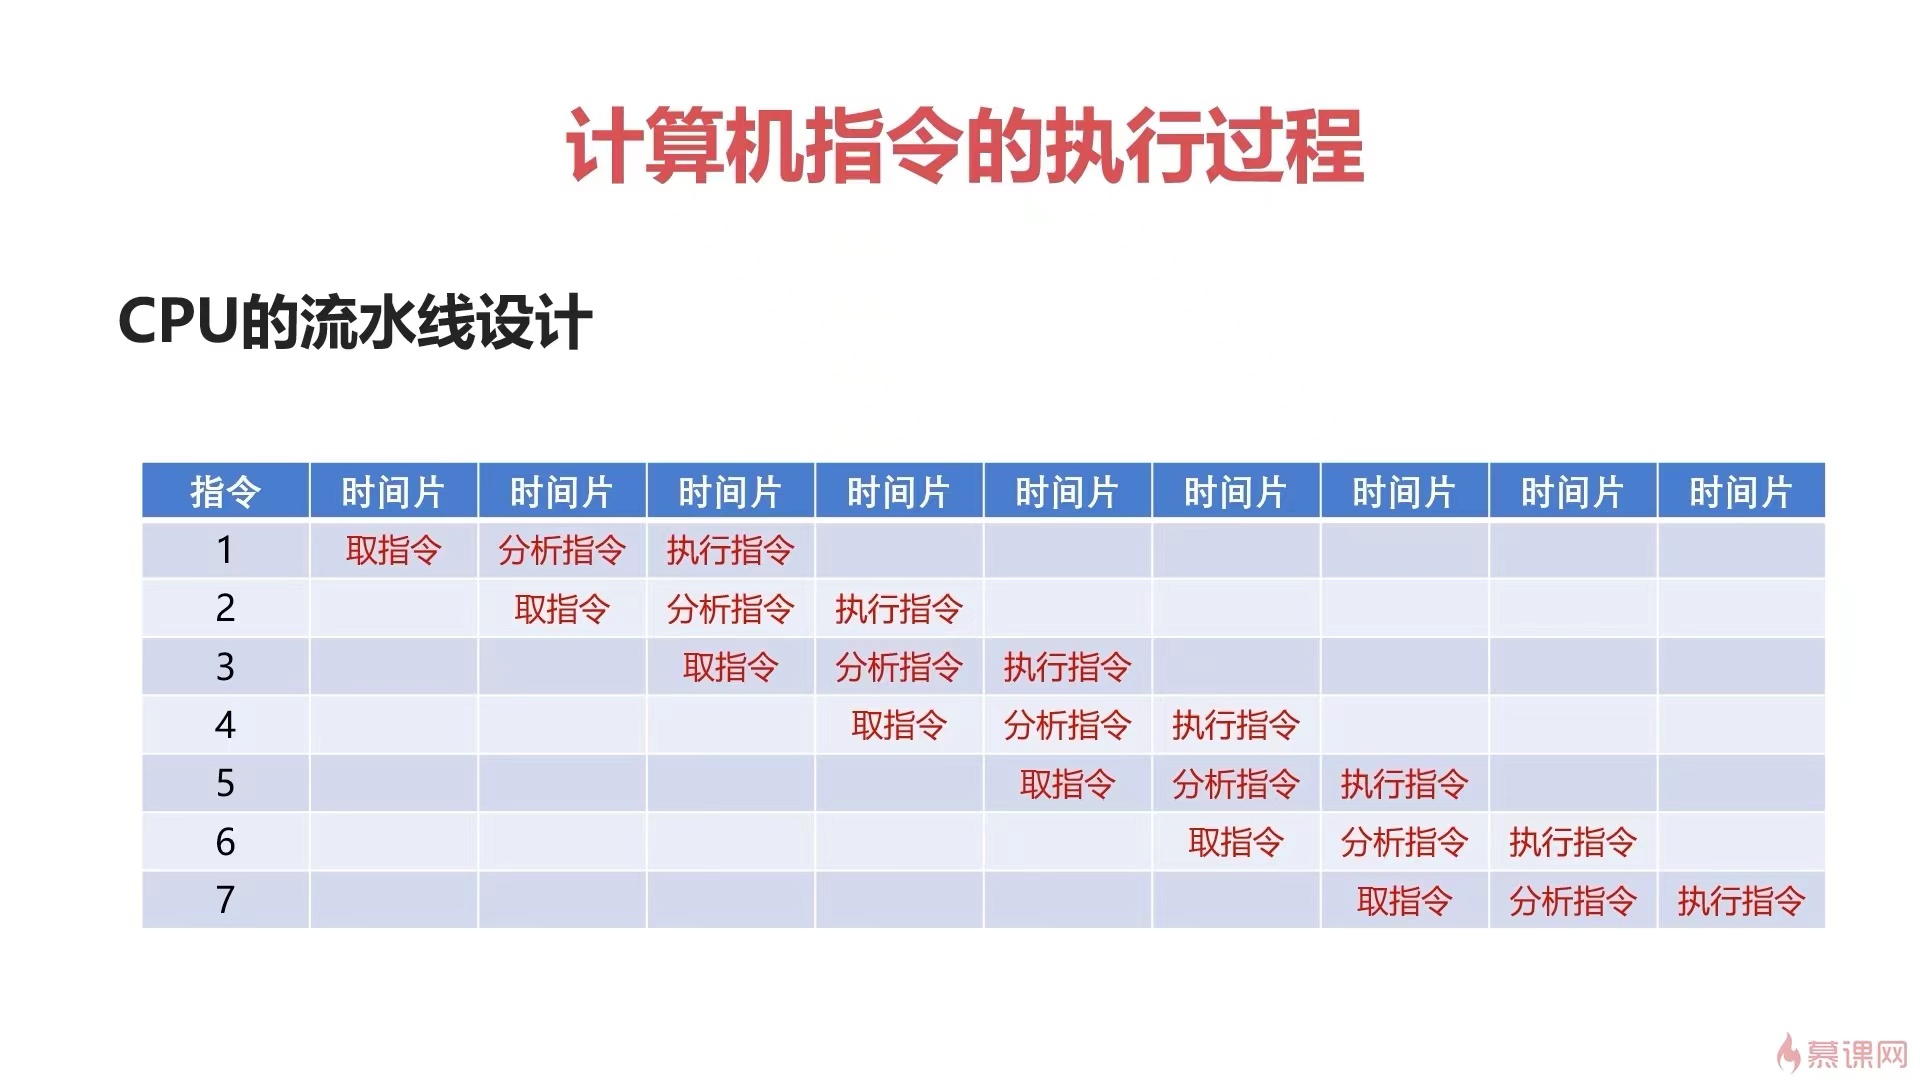 计算机指令的执行过程
CPU的流水线设计
指令 时间片 时间片 时间片 时间片 时间片 时间片 时间片 时间片 时间片
1 取指令 分析指令 执行指令
2 取指令 分析指令 执行指令
3 取指令 分析指令 执行指令
4 取指令 分析指令 执行指令
5 取指令 分析指令 执行指令
6 取指令 分析指令 执行指令
7 取指令 分析指令 执行指令
慕课网